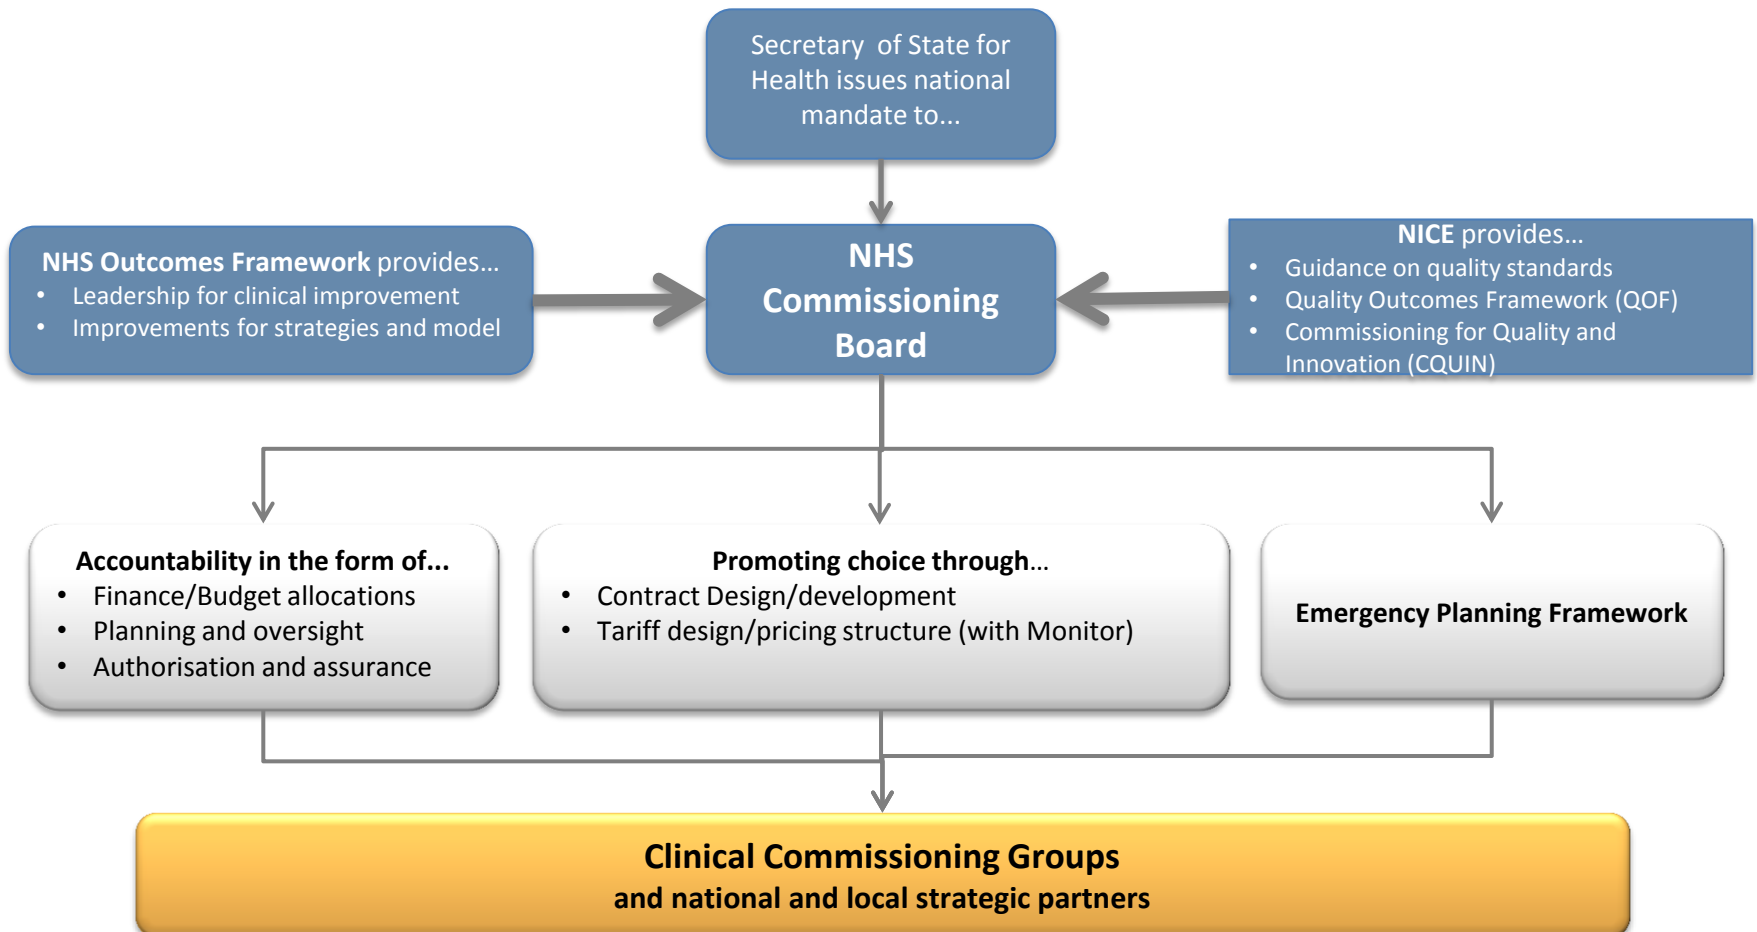 Secretary of State for
Health issues national
mandate to...
NHS Outcomes Framework provides...
• Leadership for clinical improvement
• Improvements for strategies and model
NHS
Commissioning
Board
NICE provides...
• Guidance on quality standards
• Quality Outcomes Framework (QOF)
• Commissioning for Quality and
Innovation (CQUIN)
Accountability in the form of...
• Finance/Budget allocations
• Planning and oversight
• Authorisation and assurance
Promoting choice through...
• Contract Design/development
• Tariff design/pricing structure (with Monitor)
Emergency Planning Framework
Clinical Commissioning Groups
and national and local strategic partners